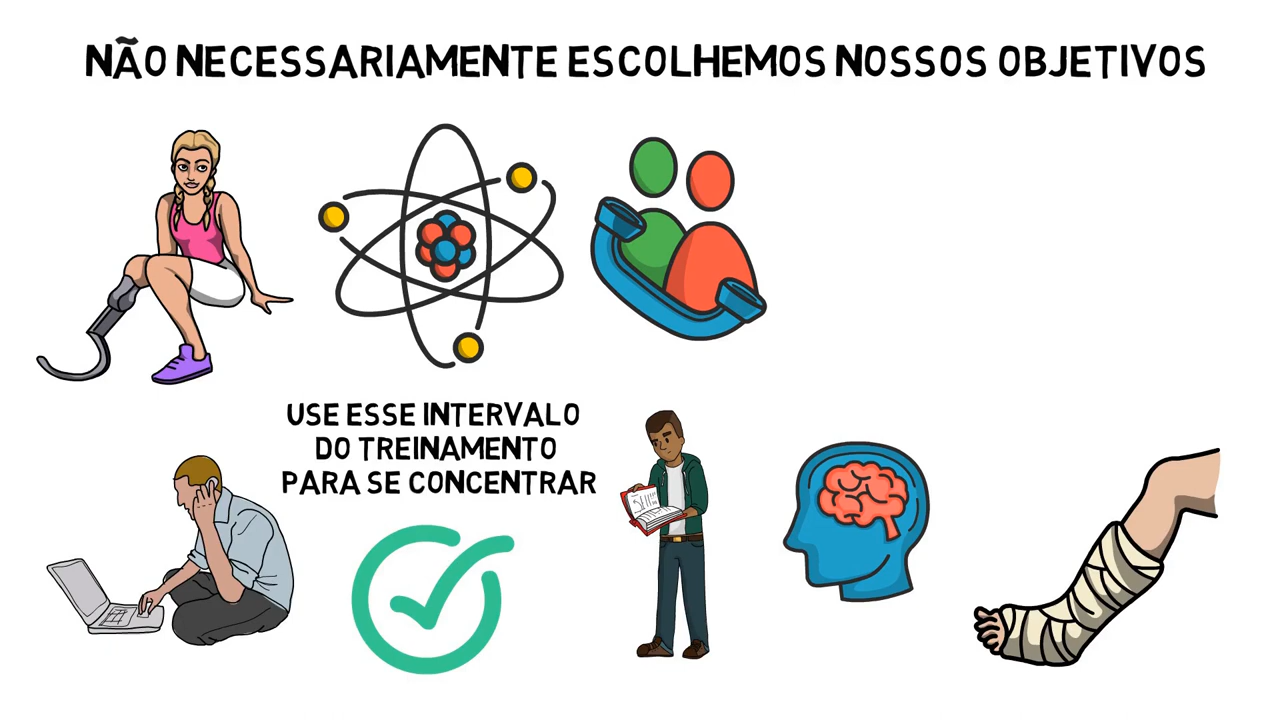 NÃO NECESSARIAMENTE ESCOLHEMOS NOSSOS OBJETIVOS
USE ESSE INTERVALO
DO TREINAMENTO
PARA SE CONCENTRAR